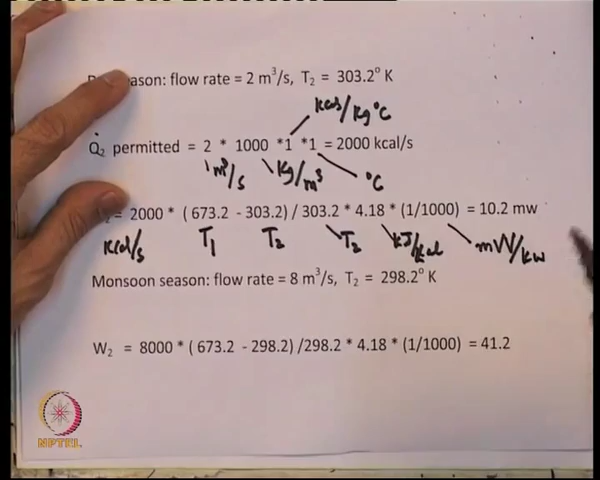 ason: flow rate = 2 m³/s, T₂ = 303.2° K
kcal/kg°C
Q̇₂ permitted = 2 * 1000 *1 *1 = 2000 kcal/s
m³/s kg/m³ °C
= 2000 * ( 673.2 - 303.2) / 303.2 * 4.18 * (1/1000) = 10.2 mw
kcal/s T₁ T₂ T₂ kJ/kcal mW/kw
Monsoon season: flow rate = 8 m³/s, T₂ = 298.2° K
W₂ = 8000 * ( 673.2 - 298.2) /298.2 * 4.18 * (1/1000) = 41.2
NPTEL